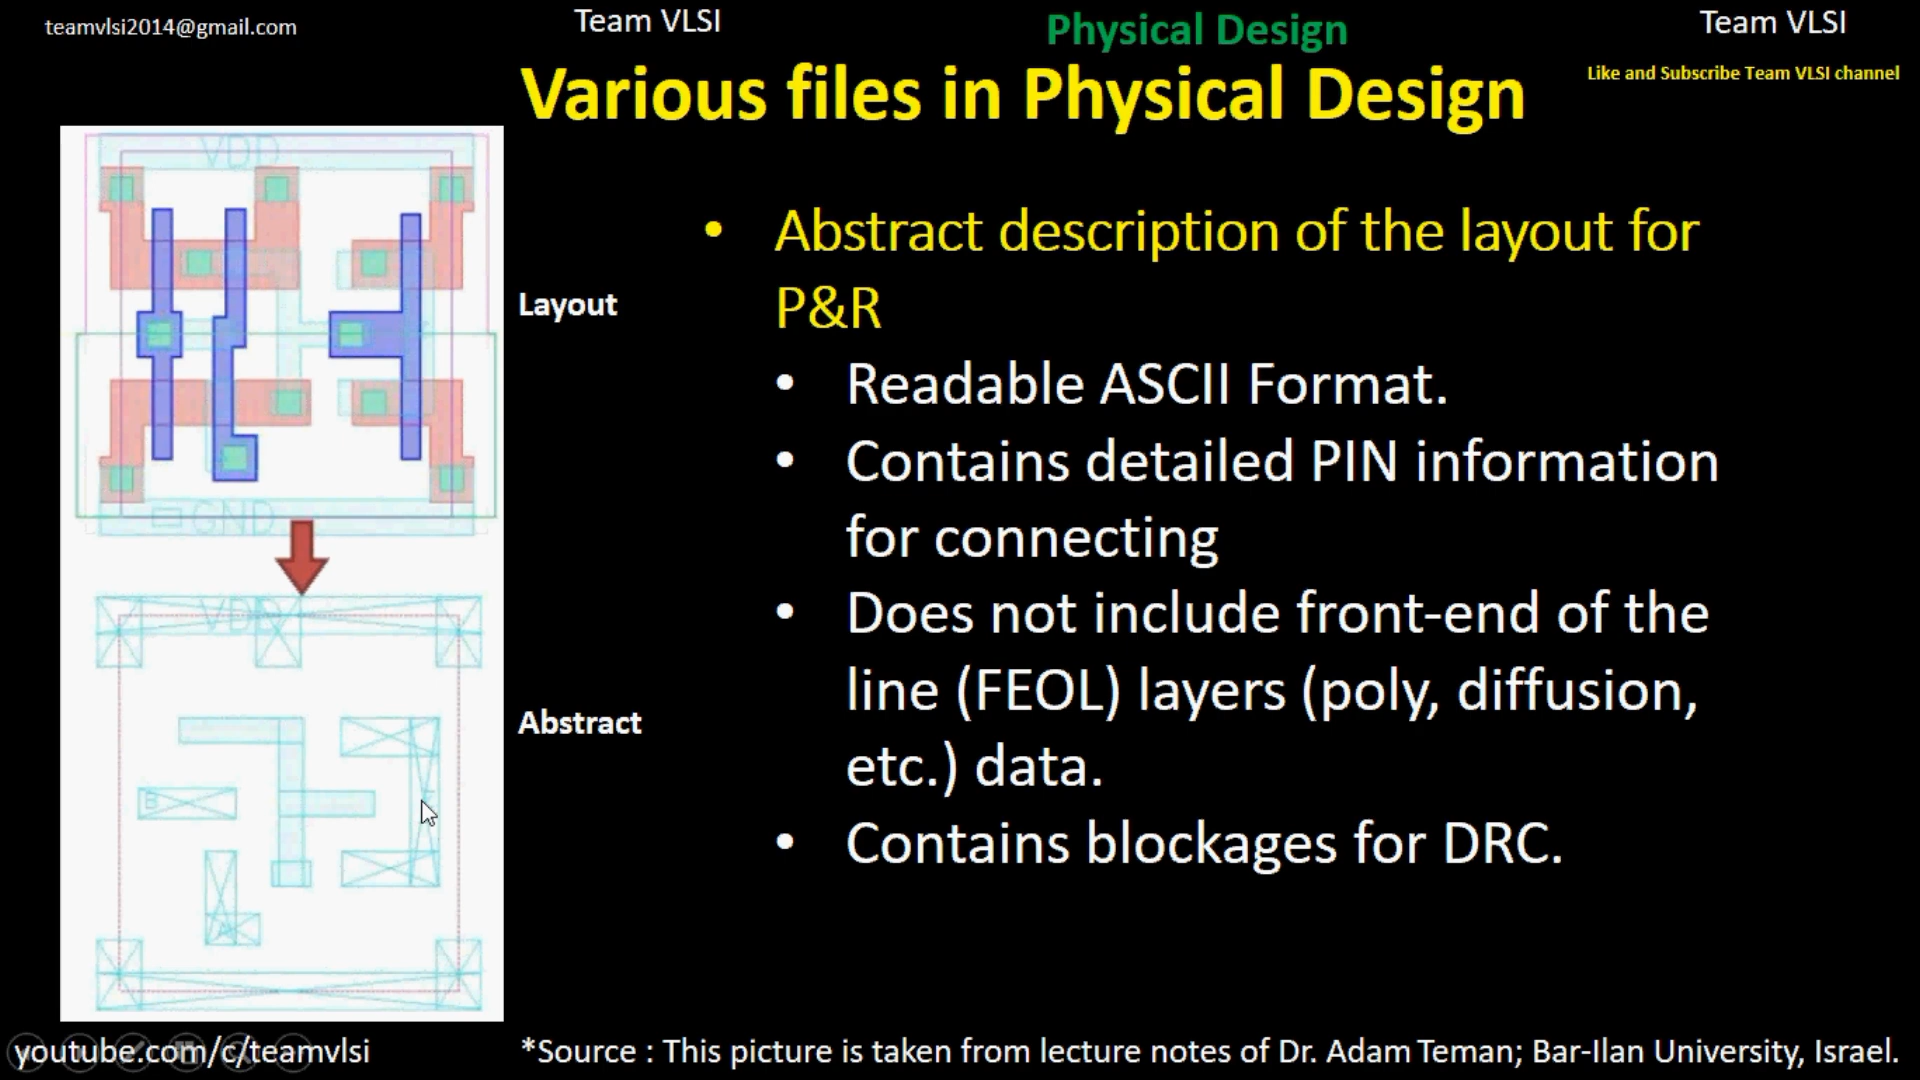 teamvlsi2014@gmail.com
Team VLSI
Physical Design
Team VLSI
Various files in Physical Design
Like and Subscribe Team VLSI channel
VDD
GND
Layout
VDD
B
A
Abstract
• Abstract description of the layout for
P&R
• Readable ASCII Format.
• Contains detailed PIN information
for connecting
• Does not include front-end of the
line (FEOL) layers (poly, diffusion,
etc.) data.
• Contains blockages for DRC.
youtube.com/c/teamvlsi
*Source : This picture is taken from lecture notes of Dr. Adam Teman; Bar-Ilan University, Israel.